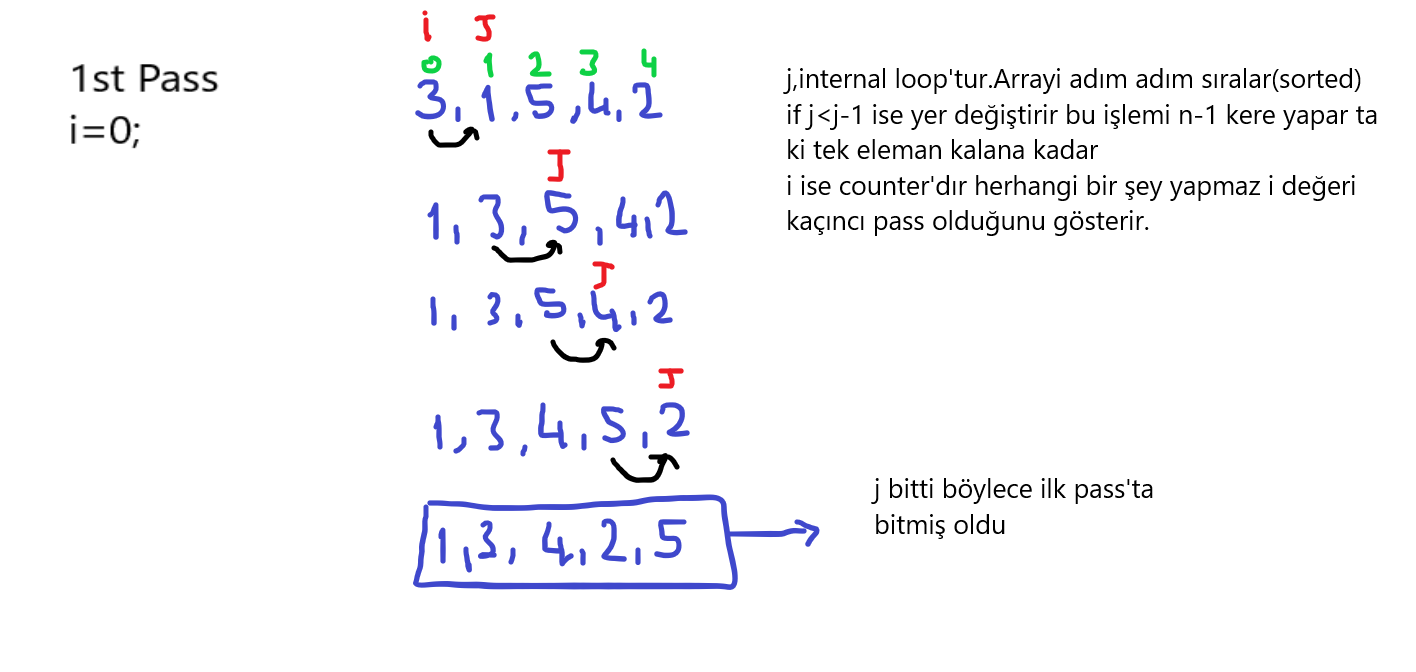 1st Pass
i=0;
i J
0 1 2 3 4
3, 1, 5, 4, 2
J
1, 3, 5, 4, 2
J
1, 3, 5, 4, 2
J
1, 3, 4, 5, 2
1, 3, 4, 2, 5
j,internal loop'tur.Arrayi adım adım sıralar(sorted)
if j<j-1 ise yer değiştirir bu işlemi n-1 kere yapar ta
ki tek eleman kalana kadar
i ise counter'dır herhangi bir şey yapmaz i değeri
kaçıncı pass olduğunu gösterir.
j bitti böylece ilk pass'ta
bitmiş oldu